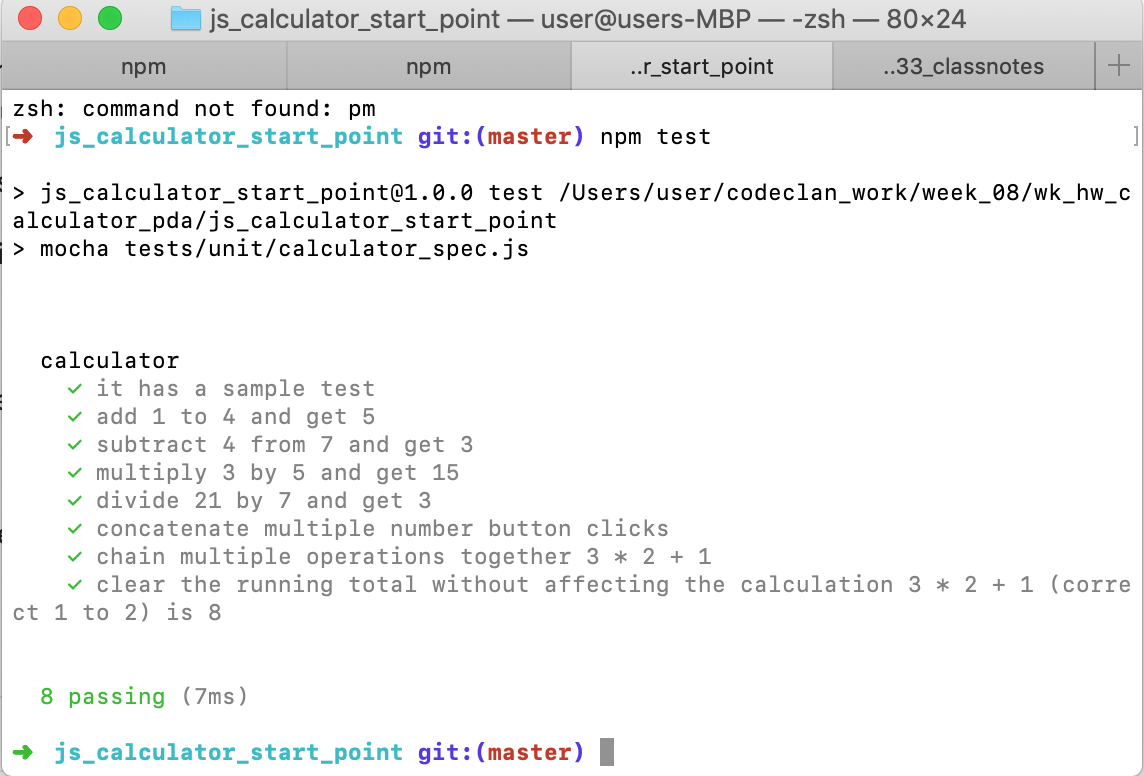 js_calculator_start_point — user@users-MBP — -zsh — 80×24
npm npm ..r_start_point ..33_classnotes +
zsh: command not found: pm
[➜ js_calculator_start_point git:(master) npm test ]
> js_calculator_start_point@1.0.0 test /Users/user/codeclan_work/week_08/wk_hw_c
alculator_pda/js_calculator_start_point
> mocha tests/unit/calculator_spec.js
calculator
✓ it has a sample test
✓ add 1 to 4 and get 5
✓ subtract 4 from 7 and get 3
✓ multiply 3 by 5 and get 15
✓ divide 21 by 7 and get 3
✓ concatenate multiple number button clicks
✓ chain multiple operations together 3 * 2 + 1
✓ clear the running total without affecting the calculation 3 * 2 + 1 (corre
ct 1 to 2) is 8
8 passing (7ms)
➜ js_calculator_start_point git:(master)